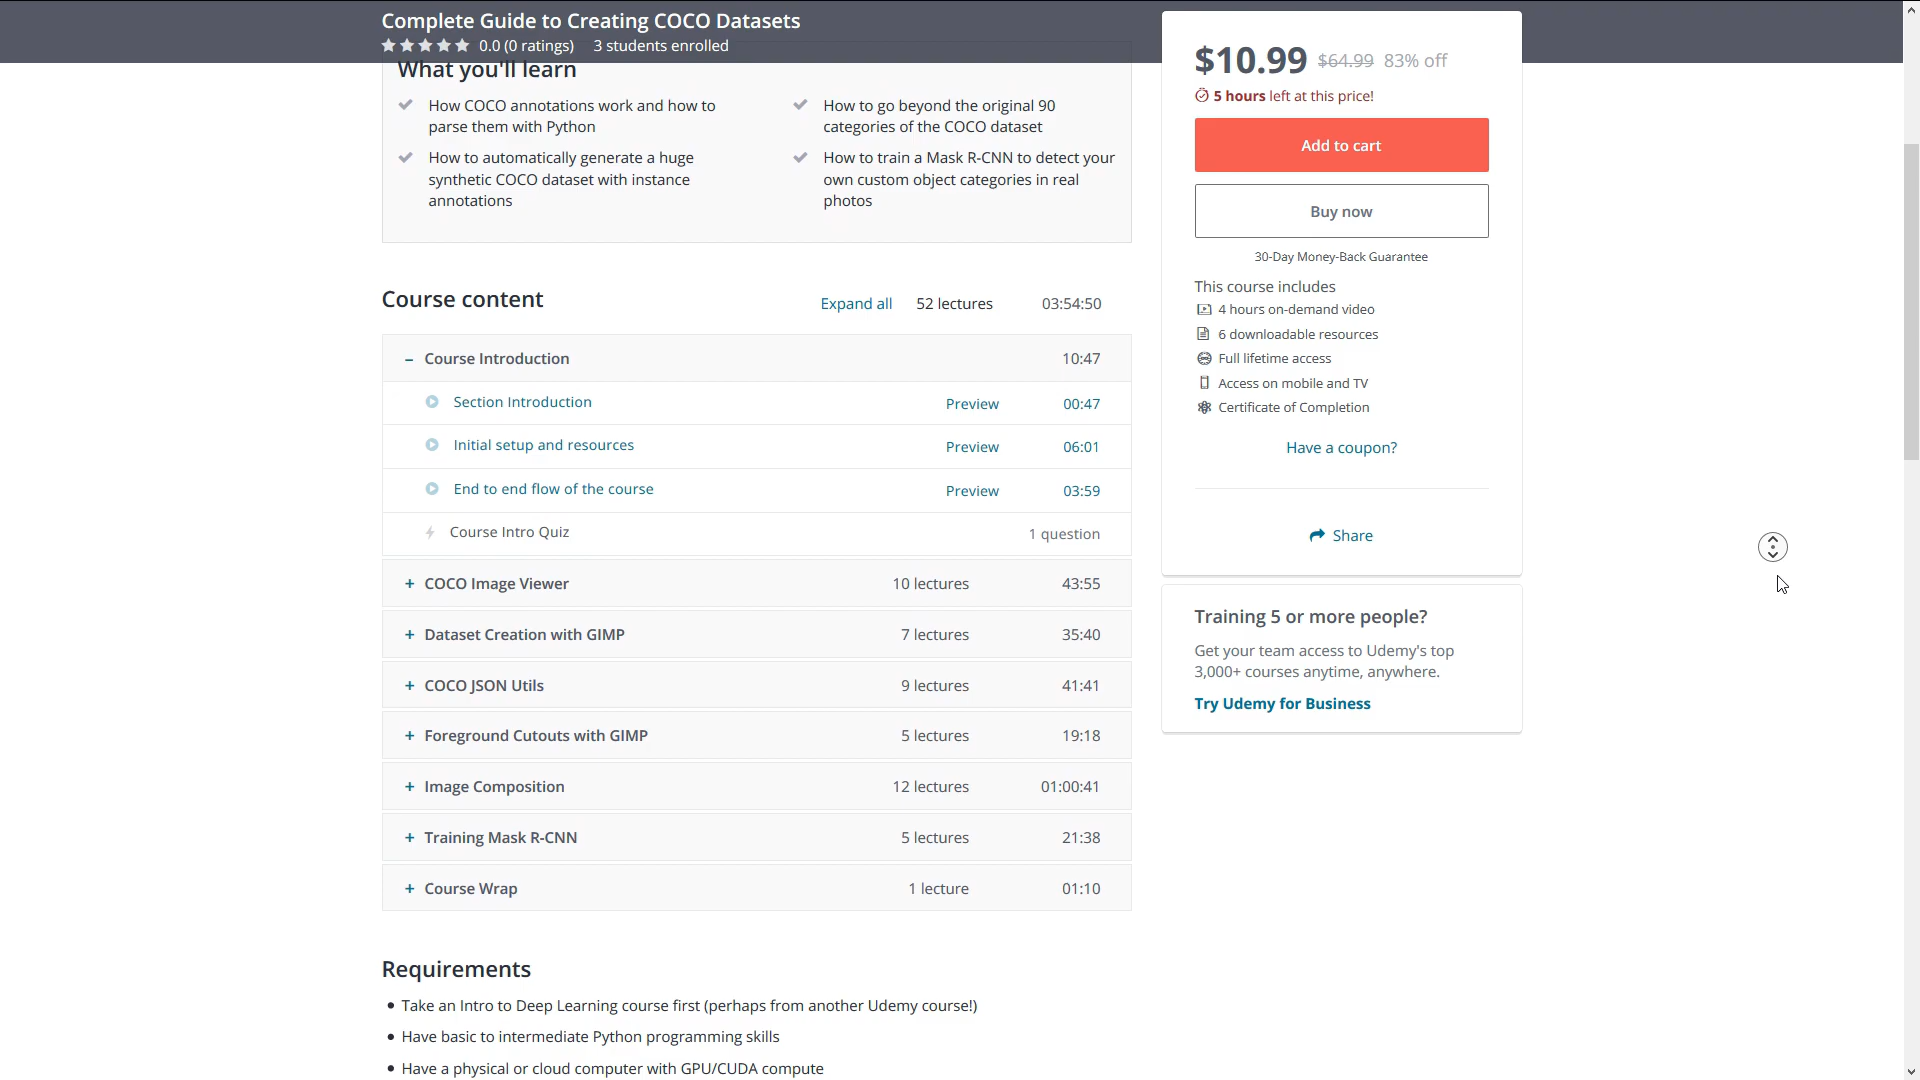 Complete Guide to Creating COCO Datasets
0.0 (0 ratings) 3 students enrolled
What you'll learn
How COCO annotations work and how to
parse them with Python
How to automatically generate a huge
synthetic COCO dataset with instance
annotations
How to go beyond the original 90
categories of the COCO dataset
How to train a Mask R-CNN to detect your
own custom object categories in real
photos
Course content Expand all 52 lectures 03:54:50
– Course Introduction 10:47
Section Introduction Preview 00:47
Initial setup and resources Preview 06:01
End to end flow of the course Preview 03:59
Course Intro Quiz 1 question
+ COCO Image Viewer 10 lectures 43:55
+ Dataset Creation with GIMP 7 lectures 35:40
+ COCO JSON Utils 9 lectures 41:41
+ Foreground Cutouts with GIMP 5 lectures 19:18
+ Image Composition 12 lectures 01:00:41
+ Training Mask R-CNN 5 lectures 21:38
+ Course Wrap 1 lecture 01:10
Requirements
• Take an Intro to Deep Learning course first (perhaps from another Udemy course!)
• Have basic to intermediate Python programming skills
• Have a physical or cloud computer with GPU/CUDA compute
$10.99 $64.99 83% off
5 hours left at this price!
Add to cart
Buy now
30-Day Money-Back Guarantee
This course includes
4 hours on-demand video
6 downloadable resources
Full lifetime access
Access on mobile and TV
Certificate of Completion
Have a coupon?
Share
Training 5 or more people?
Get your team access to Udemy's top
3,000+ courses anytime, anywhere.
Try Udemy for Business